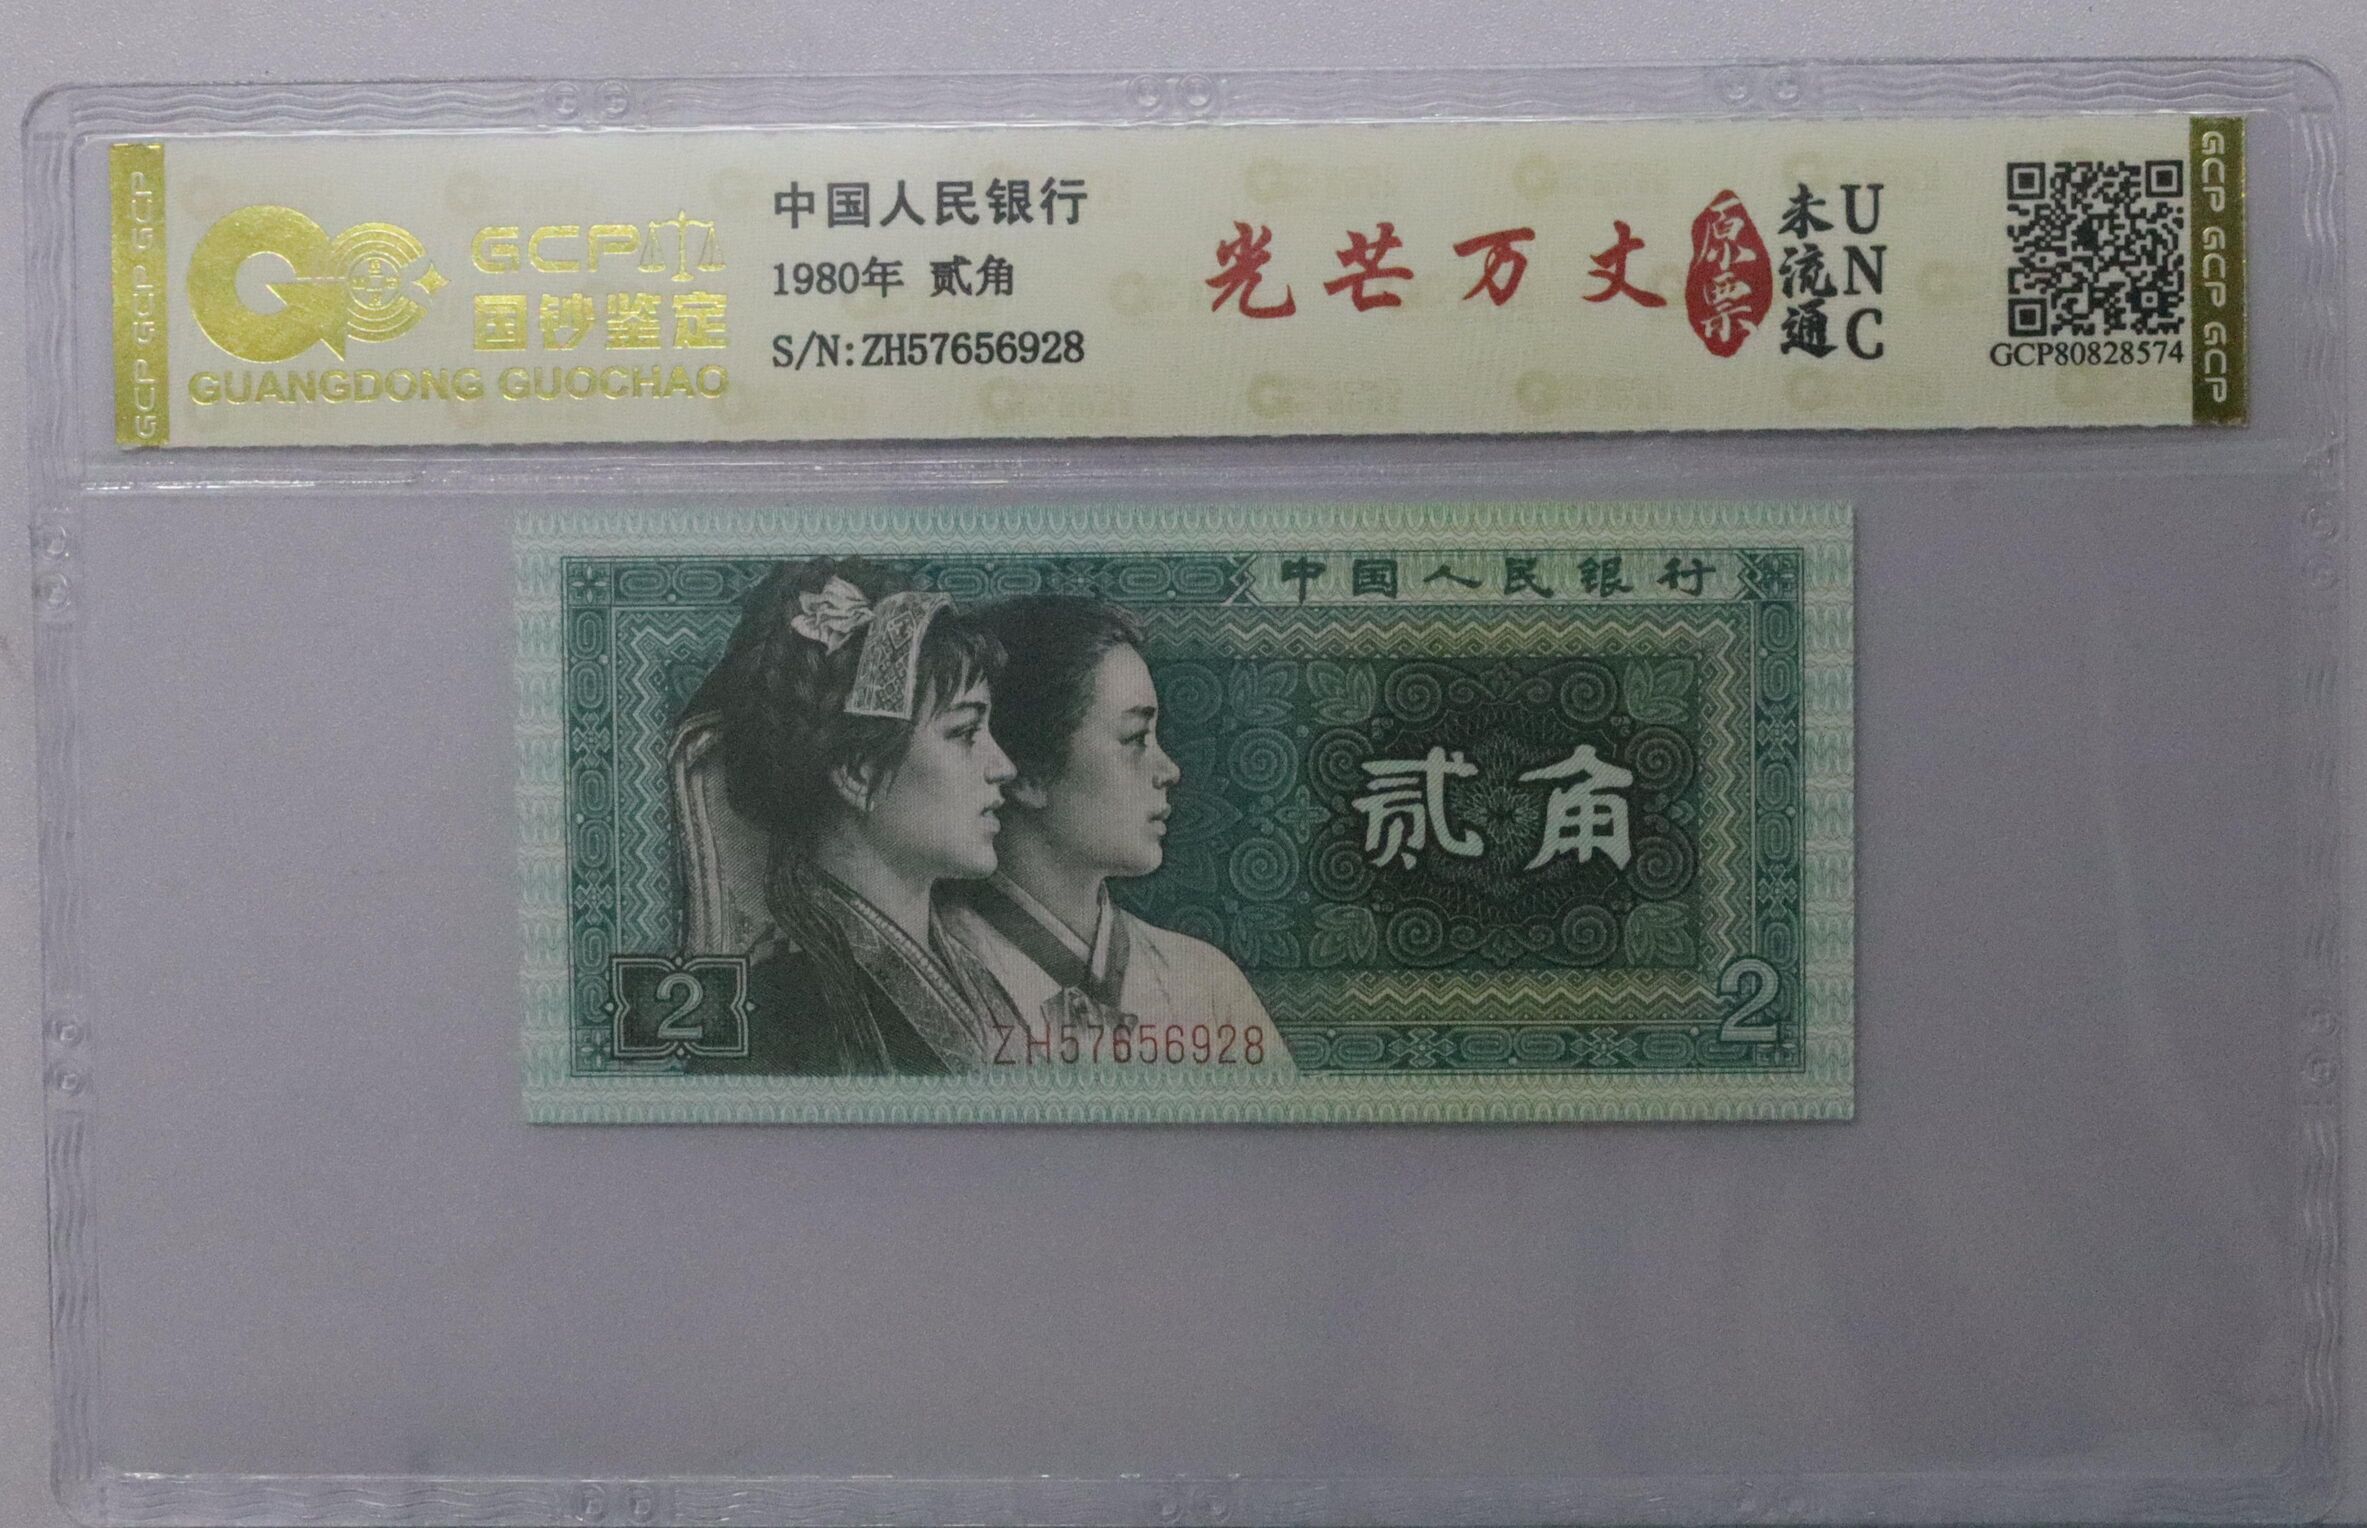 GCP GCP GCP
GCP
国钞鉴定
GUANGDONG GUOCHAO
中国人民银行
1980年 贰角
S/N:ZH57656928
光芒万丈
原票
未流通
UNC
GCP80828574
GCP GCP GCP
中国人民银行
贰角
2
2
ZH57656928